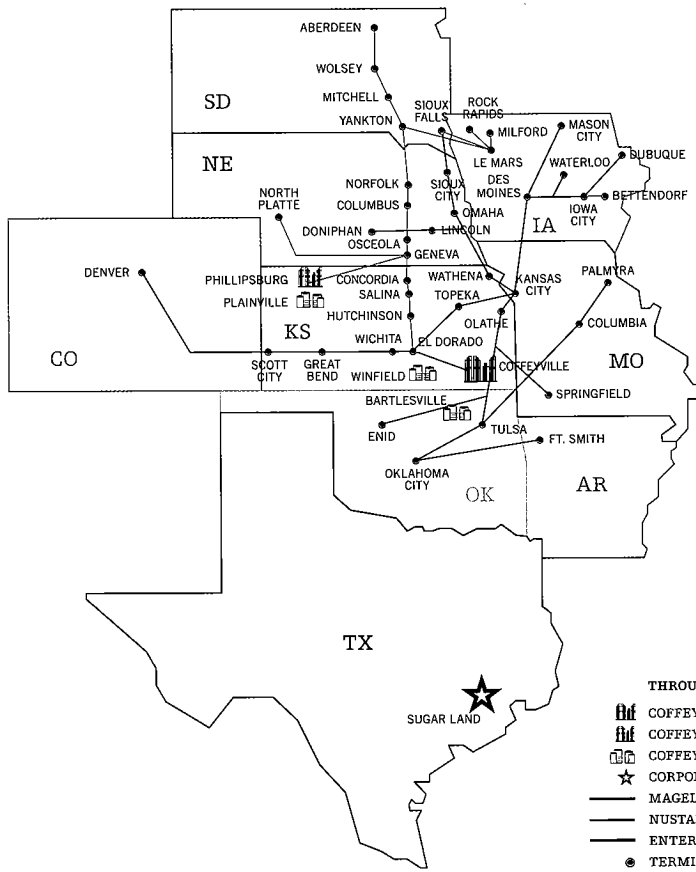 ABERDEEN
WOLSEY
SD
MITCHELL
SIOUX
FALLS
ROCK
RAPIDS
YANKTON
MILFORD
MASON
CITY
LE MARS
DUBUQUE
WATERLOO
NE
DES
MOINES
NORFOLK
SIOUX
CITY
BETTENDORF
NORTH
PLATTE
COLUMBUS
OMAHA
IOWA
CITY
IA
DONIPHAN
LINCOLN
OSCEOLA
GENEVA
DENVER
PHILLIPSBURG
CONCORDIA
WATHENA
KANSAS
CITY
PALMYRA
PLAINVILLE
SALINA
TOPEKA
HUTCHINSON
OLATHE
COLUMBIA
KS
WICHITA
EL DORADO
CO
SCOTT
CITY
GREAT
BEND
WINFIELD
COFFEYVILLE
MO
BARTLESVILLE
SPRINGFIELD
ENID
TULSA
FT. SMITH
OKLAHOMA
CITY
OK
AR
TX
SUGAR LAND
THROU
COFFEY
COFFEY
COFFEY
CORPO
MAGEL
NUSTA
ENTER
TERMI